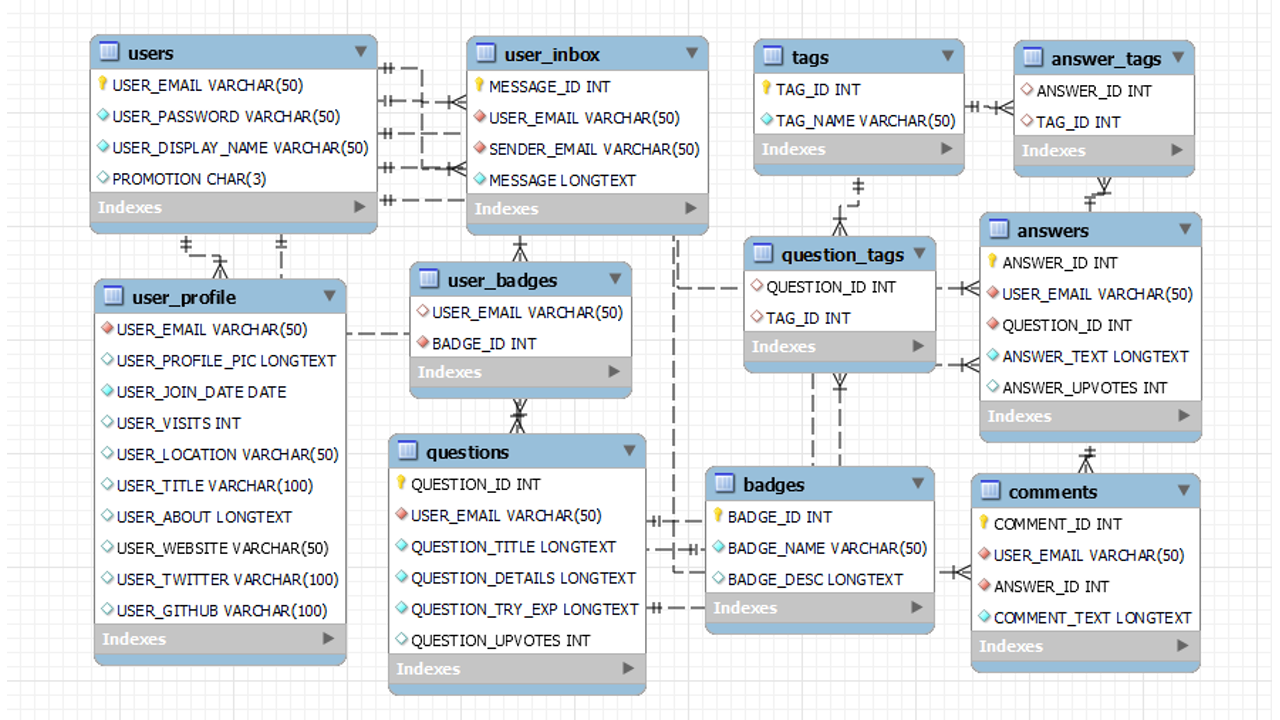 users
USER_EMAIL VARCHAR(50)
USER_PASSWORD VARCHAR(50)
USER_DISPLAY_NAME VARCHAR(50)
PROMOTION CHAR(3)
Indexes
user_inbox
MESSAGE_ID INT
USER_EMAIL VARCHAR(50)
SENDER_EMAIL VARCHAR(50)
MESSAGE LONGTEXT
Indexes
tags
TAG_ID INT
TAG_NAME VARCHAR(50)
Indexes
answer_tags
ANSWER_ID INT
TAG_ID INT
Indexes
user_profile
USER_EMAIL VARCHAR(50)
USER_PROFILE_PIC LONGTEXT
USER_JOIN_DATE DATE
USER_VISITS INT
USER_LOCATION VARCHAR(50)
USER_TITLE VARCHAR(100)
USER_ABOUT LONGTEXT
USER_WEBSITE VARCHAR(50)
USER_TWITTER VARCHAR(100)
USER_GITHUB VARCHAR(100)
Indexes
user_badges
USER_EMAIL VARCHAR(50)
BADGE_ID INT
Indexes
question_tags
QUESTION_ID INT
TAG_ID INT
Indexes
answers
ANSWER_ID INT
USER_EMAIL VARCHAR(50)
QUESTION_ID INT
ANSWER_TEXT LONGTEXT
ANSWER_UPVOTES INT
Indexes
questions
QUESTION_ID INT
USER_EMAIL VARCHAR(50)
QUESTION_TITLE LONGTEXT
QUESTION_DETAILS LONGTEXT
QUESTION_TRY_EXP LONGTEXT
QUESTION_UPVOTES INT
Indexes
badges
BADGE_ID INT
BADGE_NAME VARCHAR(50)
BADGE_DESC LONGTEXT
Indexes
comments
COMMENT_ID INT
USER_EMAIL VARCHAR(50)
ANSWER_ID INT
COMMENT_TEXT LONGTEXT
Indexes